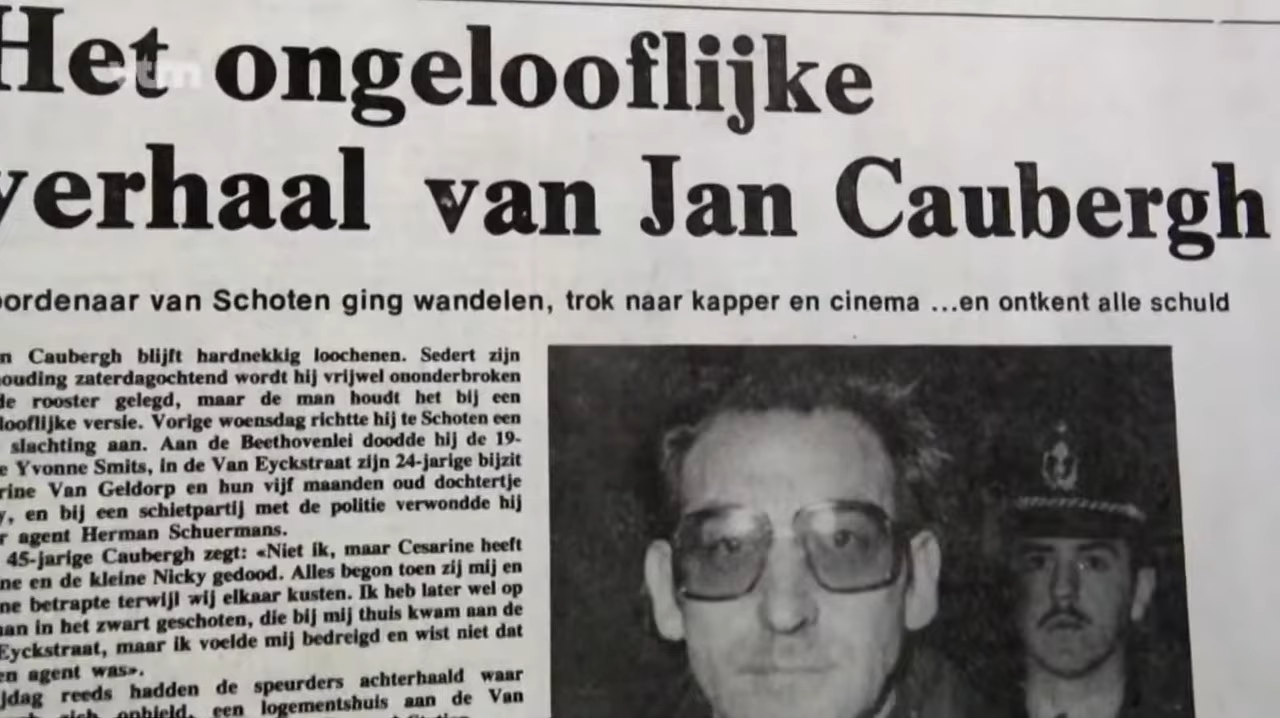 Het ongelooflijke
verhaal van Jan Caubergh
ordenaar van Schoten ging wandelen, trok naar kapper en cinema ...en ontkent alle schuld
n Caubergh blijft hardnekkig loochenen. Sedert zijn
ouding zaterdagochtend wordt hij vrijwel ononderbroken
de rooster gelegd, maar de man houdt het bij een
looflijke versie. Vorige woensdag richtte hij te Schoten een
slachting aan. Aan de Beethovenlei doodde hij de 19-
e Yvonne Smits, in de Van Eyckstraat zijn 24-jarige bijzit
rine Van Geldorp en hun vijf maanden oud dochtertje
y, en bij een schietpartij met de politie verwondde hij
r agent Herman Schuermans.
45-jarige Caubergh zegt: «Niet ik, maar Cesarine heeft
ne en de kleine Nicky gedood. Alles begon toen zij mij en
ne betrapte terwijl wij elkaar kusten. Ik heb later wel op
an in het zwart geschoten, die bij mij thuis kwam aan de
Eyckstraat, maar ik voelde mij bedreigd en wist niet dat
en agent was».
ijdag reeds hadden de speurders achterhaald waar
zich ophield, een logementshuis aan de Van
vtm